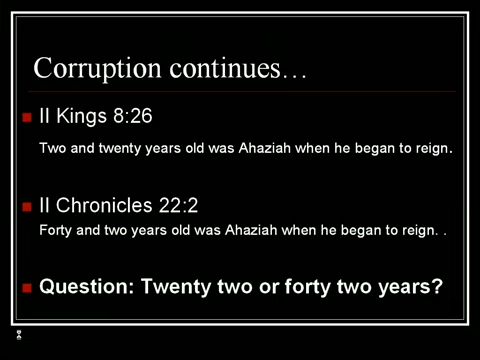 Corruption continues...
II Kings 8:26
Two and twenty years old was Ahaziah when he began to reign.
II Chronicles 22:2
Forty and two years old was Ahaziah when he began to reign. .
Question: Twenty two or forty two years?